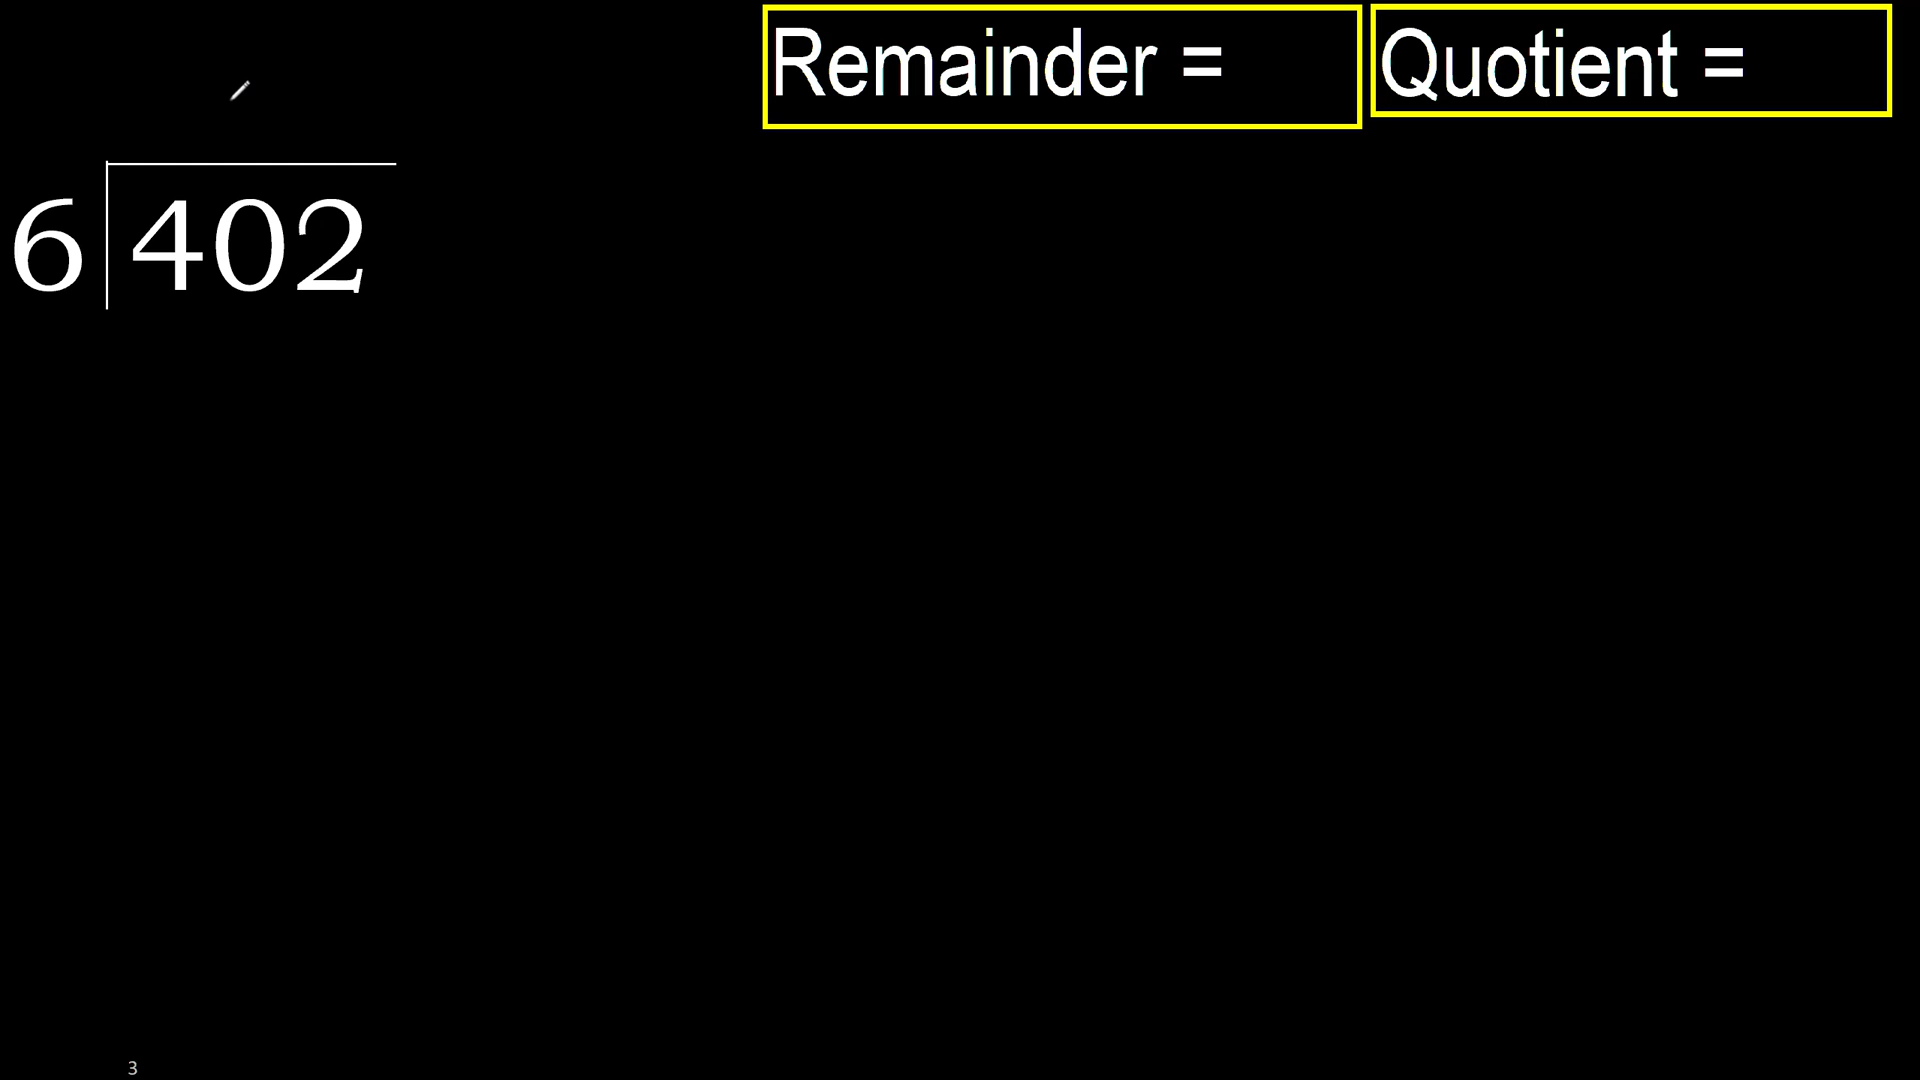 Remainder =
Quotient =
6 402
3